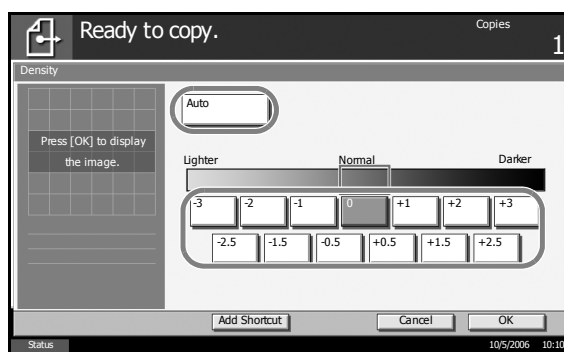 Ready to copy.
Copies
1
Density
Auto
Press [OK] to display
the image.
Lighter Normal Darker
-3 -2 -1 0 +1 +2 +3
-2.5 -1.5 -0.5 +0.5 +1.5 +2.5
Add Shortcut Cancel OK
Status 10/5/2006 10:10